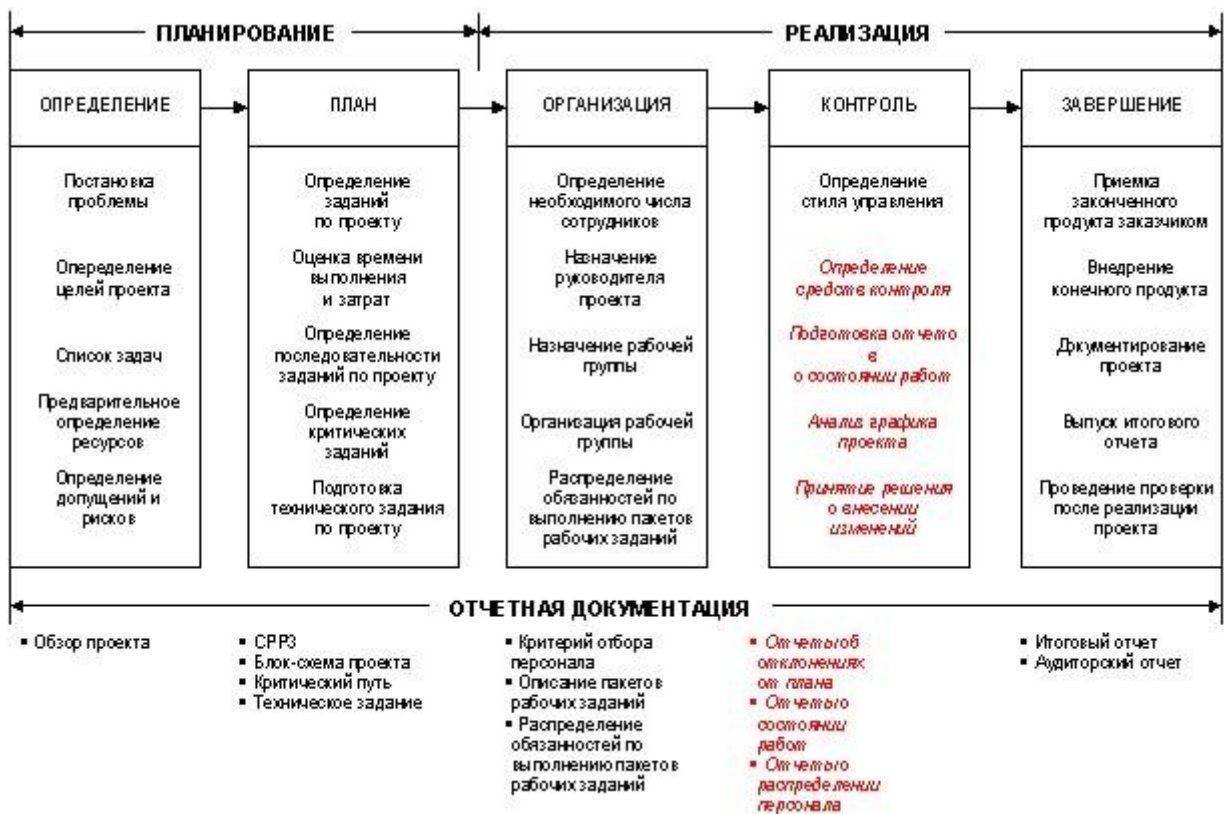 ПЛАНИРОВАНИЕ
РЕАЛИЗАЦИЯ
ОПРЕДЕЛЕНИЕ
ПЛАН
ОРГАНИЗАЦИЯ
КОНТРОЛЬ
ЗАВЕРШЕНИЕ
Постановка
проблемы
Опеределение
целей проекта
Список задач
Предварительное
определение
ресурсов
Определение
допущений и
рисков
Определение
заданий
по проекту
Оценка времени
выполнения
и затрат
Определение
последовательности
заданий по проекту
Определение
критических
заданий
Подготовка
технического задания
по проекту
Определение
необходимого числа
сотрудников
Назначение
руководителя
проекта
Назначение рабочей
группы
Организация рабочей
группы
Распределение
обязанностей по
выполнению пакетов
рабочих заданий
Определение
стиля управления
Определение
средств контроля
Подготовка отчето
в
о состоянии работ
Анализ графика
проекта
Принятие решения
о внесении
изменений
Приемка
законченного
продукта заказчиком
Внедрение
конечного продукта
Документирование
проекта
Выпуск итогового
отчета
Проведение проверки
после реализации
проекта
ОТЧЕТНАЯ ДОКУМЕНТАЦИЯ
▪ Обзор проекта
▪ СРРЗ
▪ Блок-схема проекта
▪ Критический путь
▪ Техническое задание
▪ Критерий отбора
персонала
▪ Описание пакетов
рабочих заданий
▪ Распределение
обязанностей по
выполнению пакетов
рабочих заданий
▪ Отчеты об
отклонениях
от плана
▪ Отчеты о
состоянии
работ
▪ Отчеты о
распределении
персонала
▪ Итоговый отчет
▪ Аудиторский отчет